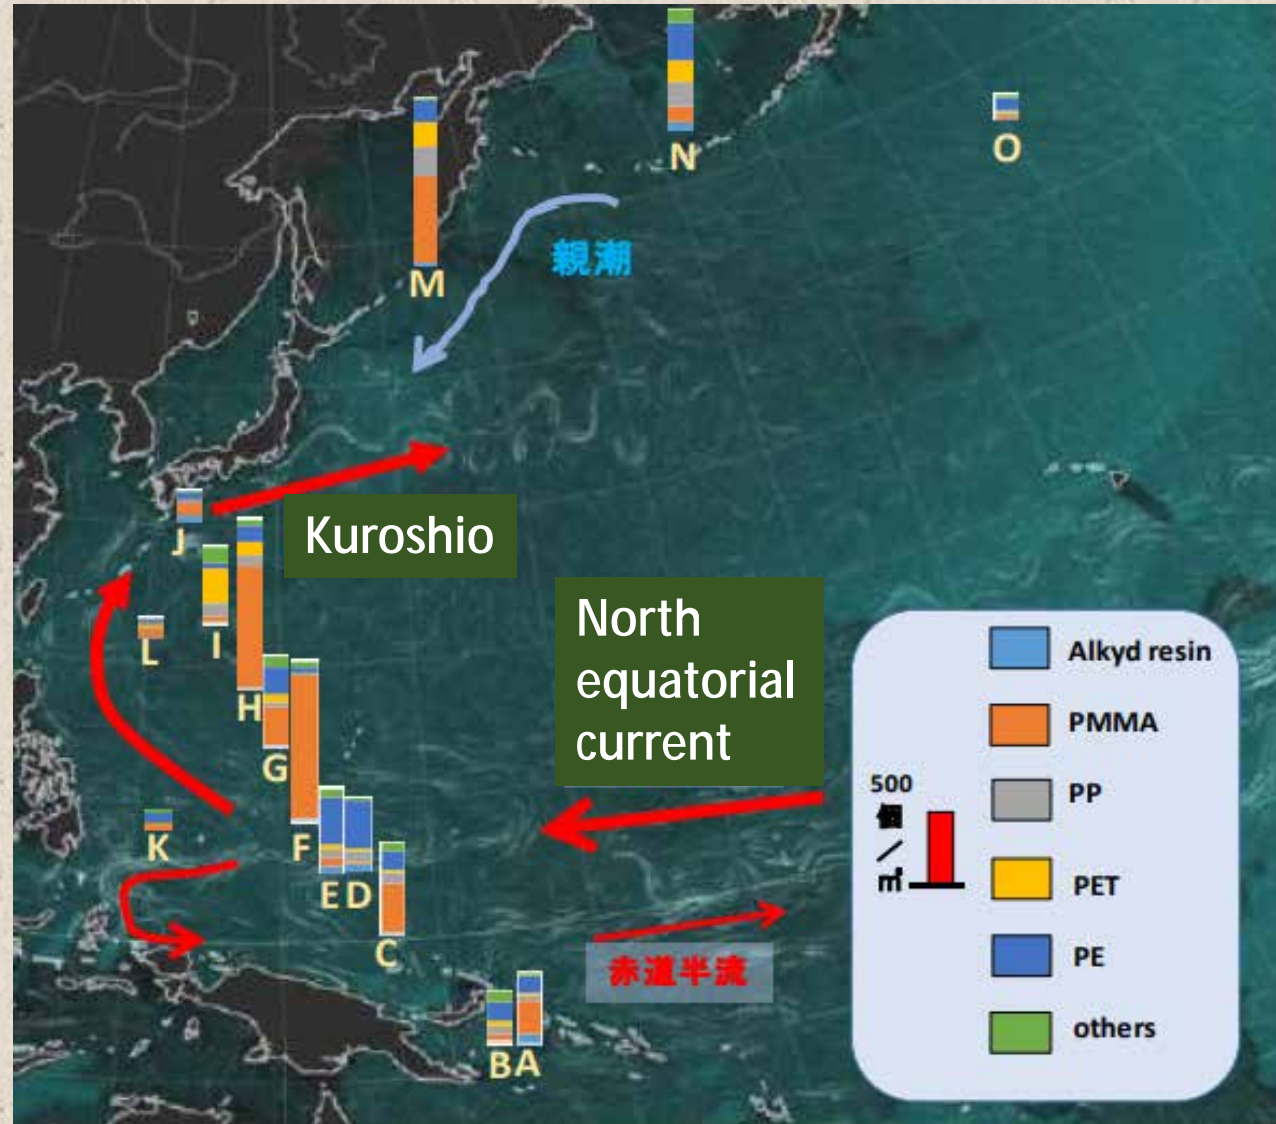 N
O
M
親潮
J
Kuroshio
I
L
H
G
North
equatorial
current
F
K
E D
C
赤道半流
B A
Alkyd resin
PMMA
PP
PET
PE
others
500
／
㎡